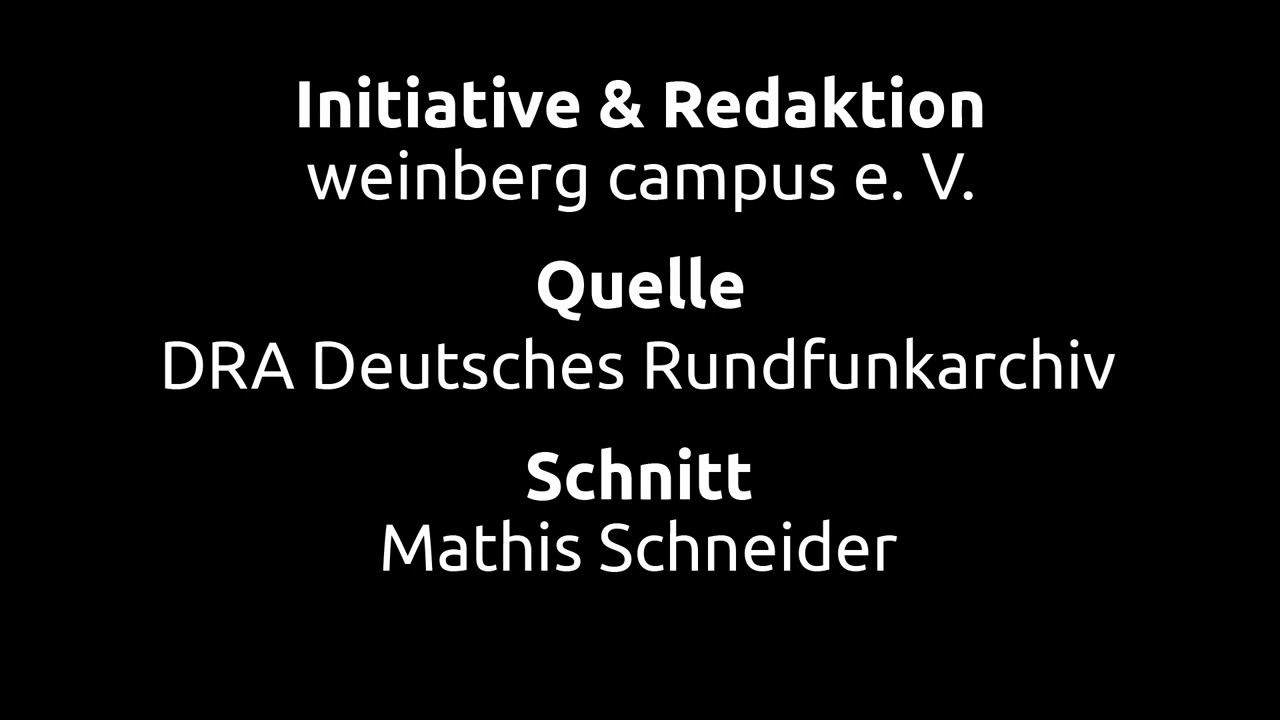 Initiative & Redaktion
weinberg campus e. V.
Quelle
DRA Deutsches Rundfunkarchiv
Schnitt
Mathis Schneider